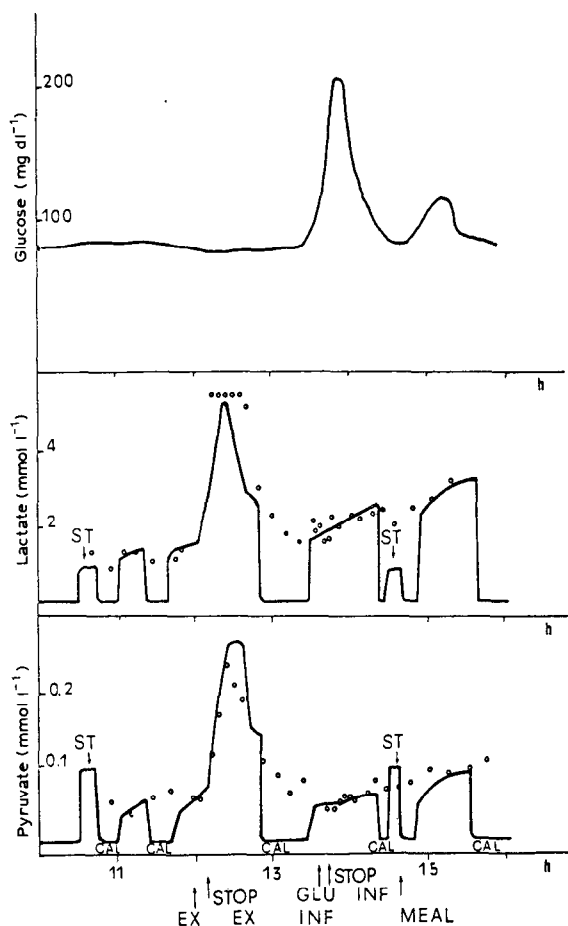 Glucose (mg dl⁻¹)
200
100
h
Lactate (mmol l⁻¹)
4
2
ST
ST
h
Pyruvate (mmol l⁻¹)
0.2
0.1
ST
ST
CAL
CAL
CAL
CAL
CAL
11
13
15
h
EX
STOP
EX
GLU
INF
STOP
INF
MEAL